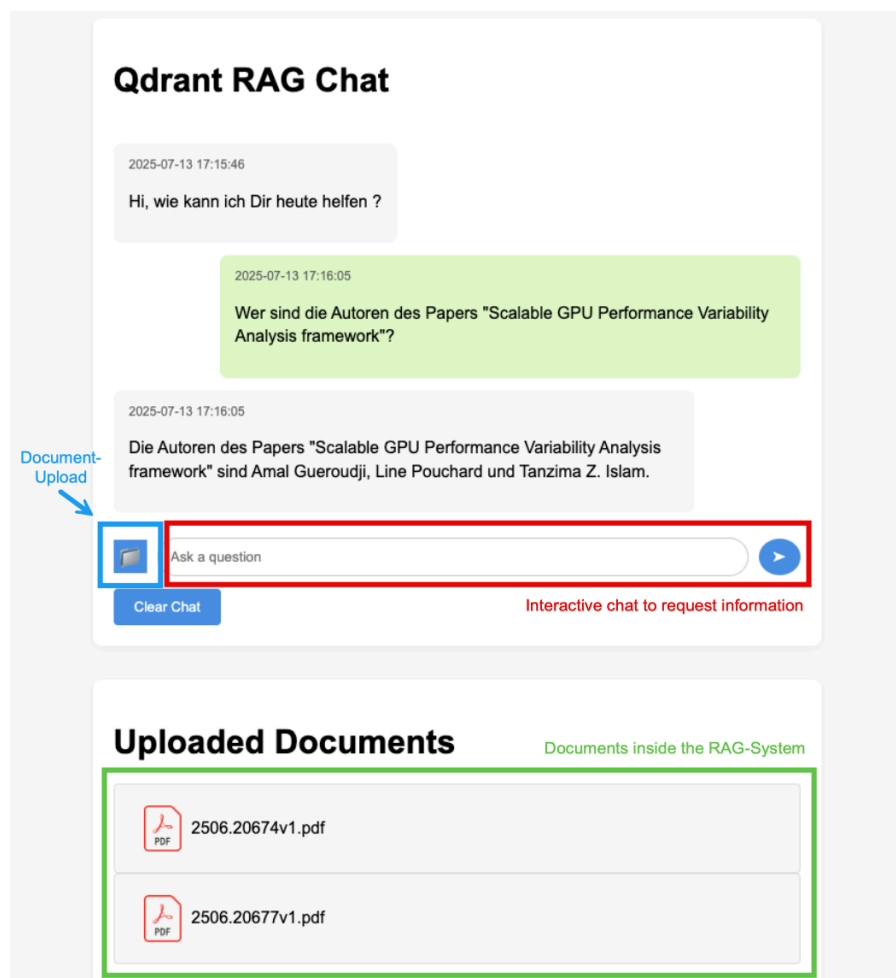 Qdrant RAG Chat
2025-07-13 17:15:46
Hi, wie kann ich Dir heute helfen ?
2025-07-13 17:16:05
Wer sind die Autoren des Papers "Scalable GPU Performance Variability
Analysis framework"?
2025-07-13 17:16:05
Die Autoren des Papers "Scalable GPU Performance Variability Analysis
framework" sind Amal Gueroudji, Line Pouchard und Tanzima Z. Islam.
Document-
Upload
Ask a question
Clear Chat
Interactive chat to request information
Uploaded Documents
Documents inside the RAG-System
PDF
2506.20674v1.pdf
PDF
2506.20677v1.pdf